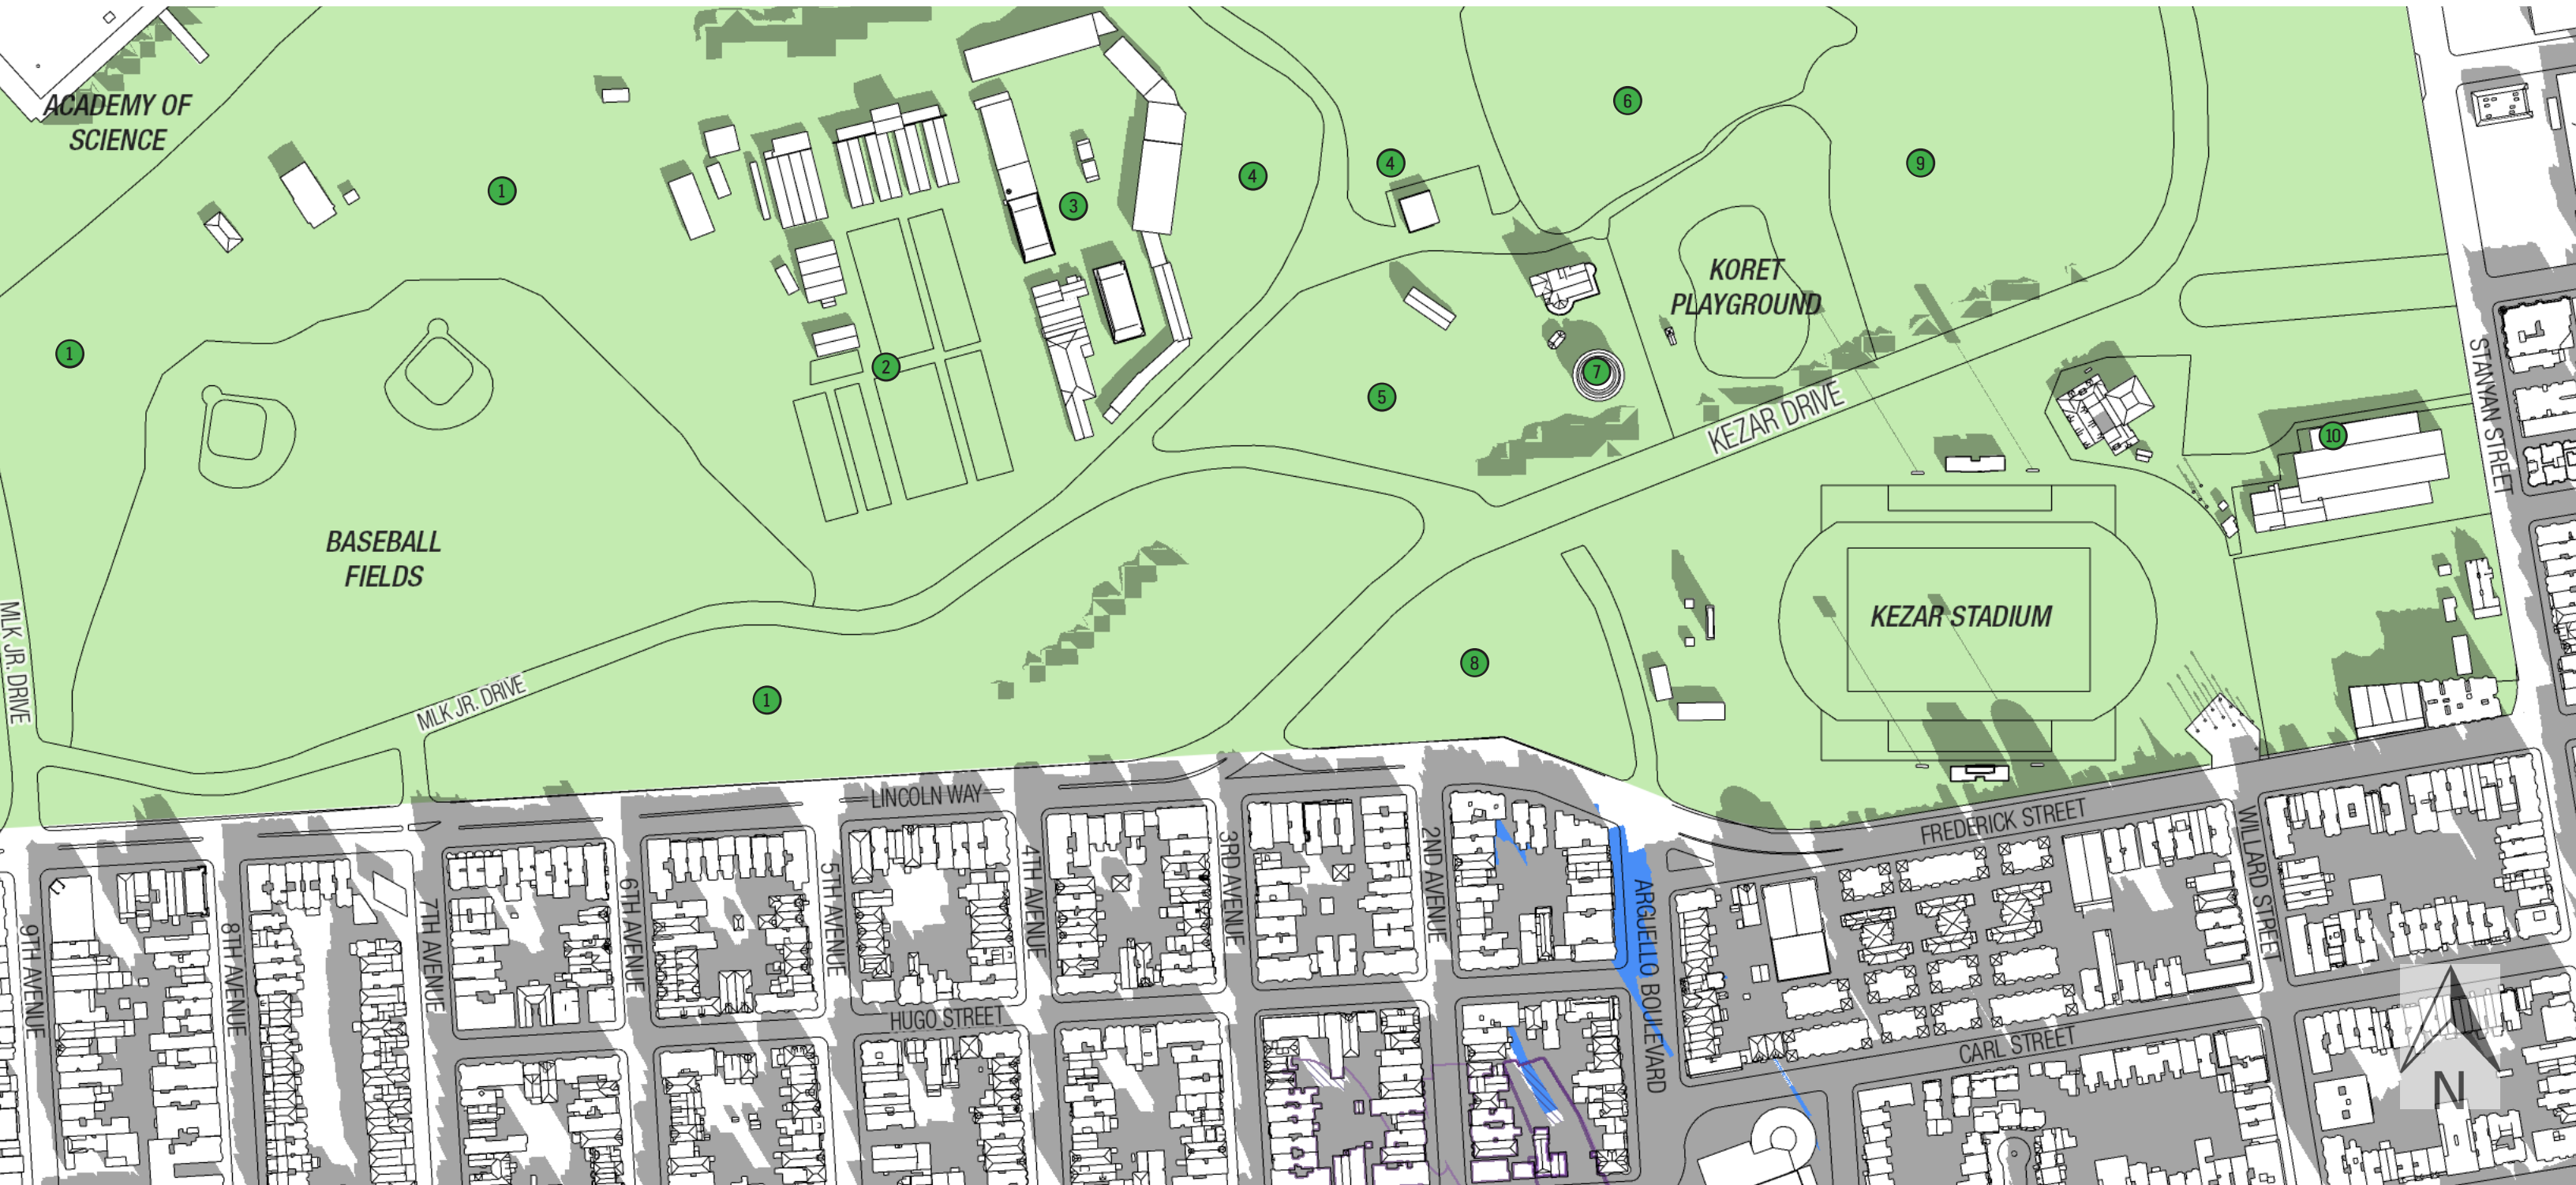 ACADEMY OF
SCIENCE
6
1
4
4
9
3
KORET
PLAYGROUND
1
2
7
5
KEZAR DRIVE
10
STANYAN STREET
BASEBALL
FIELDS
KEZAR STADIUM
MLK JR. DRIVE
MLK JR. DRIVE
1
8
LINCOLN WAY
FREDERICK STREET
9TH AVENUE
8TH AVENUE
7TH AVENUE
6TH AVENUE
5TH AVENUE
4TH AVENUE
3RD AVENUE
2ND AVENUE
ARGUELLO BOULEVARD
WILLARD STREET
HUGO STREET
CARL STREET
N